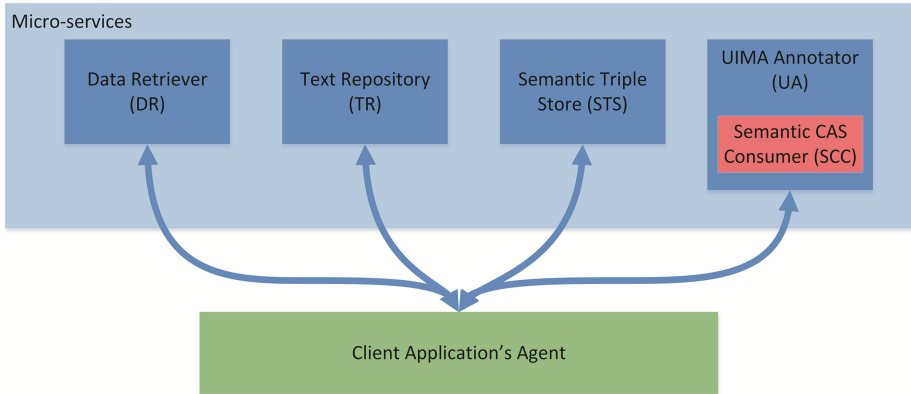 Micro-services
Data Retriever
(DR)
Text Repository
(TR)
Semantic Triple
Store (STS)
UIMA Annotator
(UA)
Semantic CAS
Consumer (SCC)
Client Application's Agent